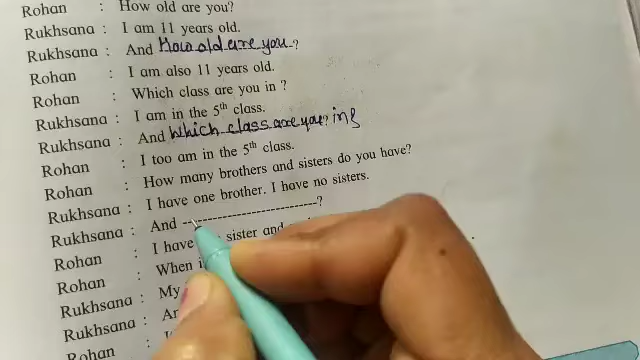 Rohan : How old are you?
Rukhsana : I am 11 years old.
Rukhsana : And How old are you ?
Rohan : I am also 11 years old.
Rohan : Which class are you in ?
Rukhsana : I am in the 5th class.
Rukhsana : And Which class are you? in?
Rohan : I too am in the 5th class.
Rohan : How many brothers and sisters do you have?
Rukhsana : I have one brother. I have no sisters.
Rukhsana : And ---------------------------?
Rohan : I have sister and
Rohan : When
Rukhsana : My
Rukhsana :
Rohan :